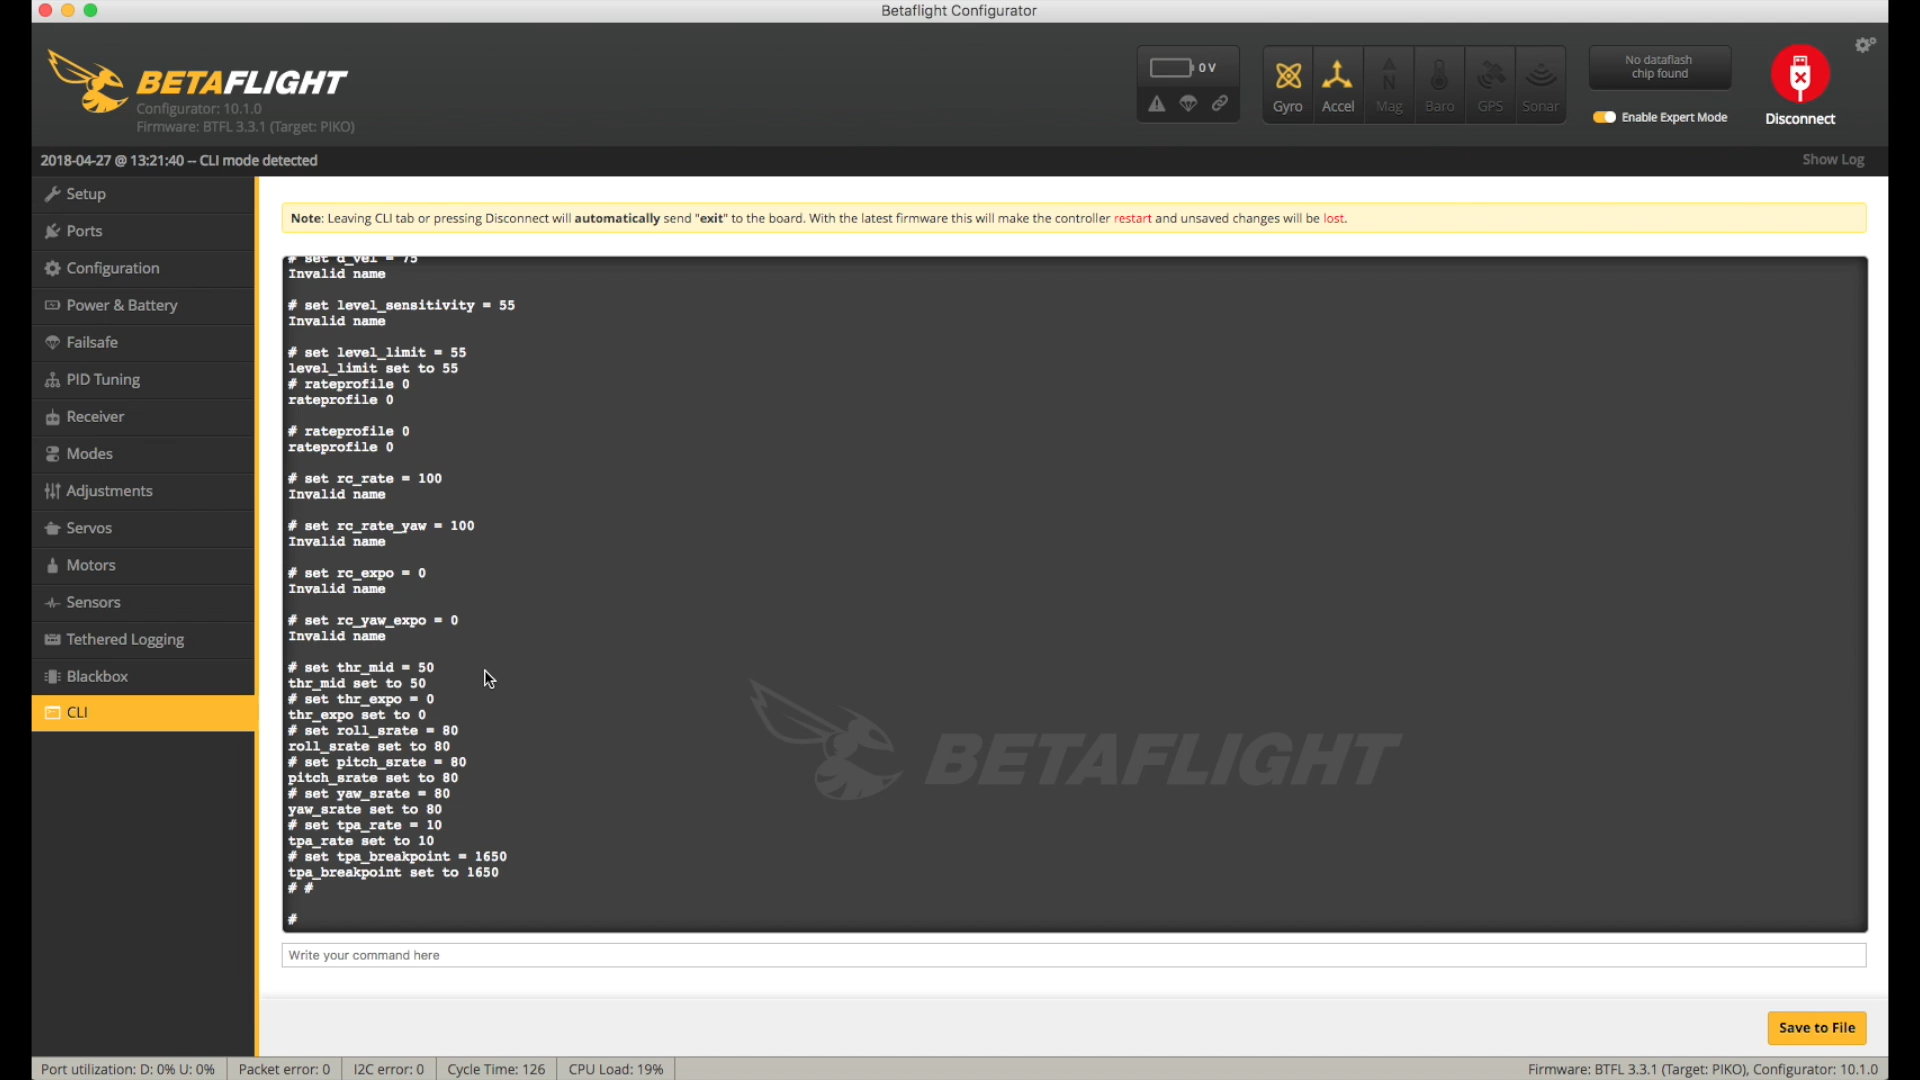 Betaflight Configurator
BETAFLIGHT
Configurator: 10.1.0
Firmware: BTFL 3.3.1 (Target: PIKO)
0 V
Gyro
Accel
Mag
Baro
GPS
Sonar
No dataflash
chip found
Enable Expert Mode
Disconnect
2018-04-27 @ 13:21:40 -- CLI mode detected
Show Log
Setup
Ports
Configuration
Power & Battery
Failsafe
PID Tuning
Receiver
Modes
Adjustments
Servos
Motors
Sensors
Tethered Logging
Blackbox
CLI
Note: Leaving CLI tab or pressing Disconnect will automatically send "exit" to the board. With the latest firmware this will make the controller restart and unsaved changes will be lost.
# set d_vel = 75
Invalid name
# set level_sensitivity = 55
Invalid name
# set level_limit = 55
level_limit set to 55
# rateprofile 0
rateprofile 0
# rateprofile 0
rateprofile 0
# set rc_rate = 100
Invalid name
# set rc_rate_yaw = 100
Invalid name
# set rc_expo = 0
Invalid name
# set rc_yaw_expo = 0
Invalid name
# set thr_mid = 50
thr_mid set to 50
# set thr_expo = 0
thr_expo set to 0
# set roll_srate = 80
roll_srate set to 80
# set pitch_srate = 80
pitch_srate set to 80
# set yaw_srate = 80
yaw_srate set to 80
# set tpa_rate = 10
tpa_rate set to 10
# set tpa_breakpoint = 1650
tpa_breakpoint set to 1650
# #
#
BETAFLIGHT
Write your command here
Save to File
Port utilization: D: 0% U: 0%
Packet error: 0
I2C error: 0
Cycle Time: 126
CPU Load: 19%
Firmware: BTFL 3.3.1 (Target: PIKO), Configurator: 10.1.0